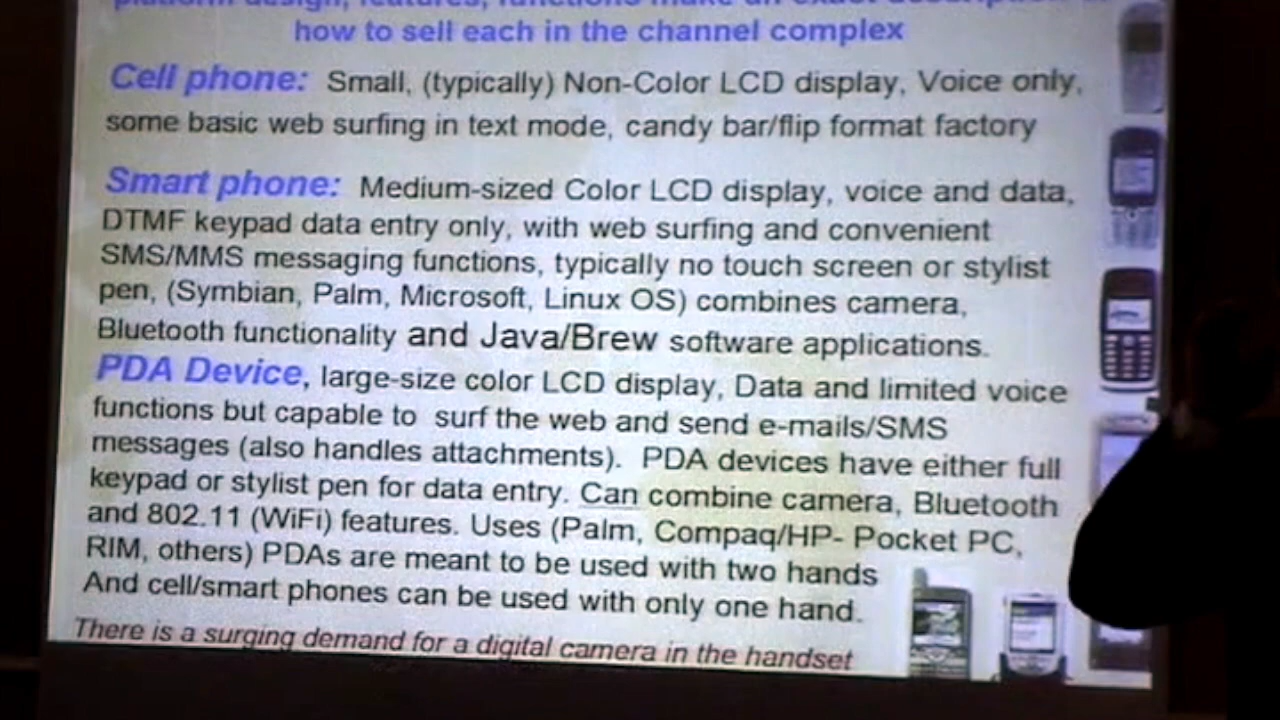 platform design, features, functions make an exact description
how to sell each in the channel complex
Cell phone: Small, (typically) Non-Color LCD display, Voice only,
some basic web surfing in text mode, candy bar/flip format factory
Smart phone: Medium-sized Color LCD display, voice and data,
DTMF keypad data entry only, with web surfing and convenient
SMS/MMS messaging functions, typically no touch screen or stylist
pen, (Symbian, Palm, Microsoft, Linux OS) combines camera,
Bluetooth functionality and Java/Brew software applications.
PDA Device, large-size color LCD display, Data and limited voice
functions but capable to surf the web and send e-mails/SMS
messages (also handles attachments). PDA devices have either full
keypad or stylist pen for data entry. Can combine camera, Bluetooth
and 802.11 (WiFi) features. Uses (Palm, Compaq/HP- Pocket PC,
RIM, others) PDAs are meant to be used with two hands
And cell/smart phones can be used with only one hand.
There is a surging demand for a digital camera in the handset